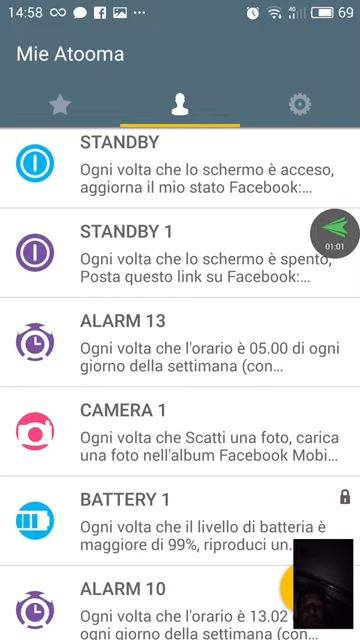 14:58 69
Mie Atooma
STANDBY
Ogni volta che lo schermo è acceso,
aggiorna il mio stato Facebook:...
STANDBY 1
Ogni volta che lo schermo è spento,
Posta questo link su Facebook:...
01:01
ALARM 13
Ogni volta che l'orario è 05.00 di ogni
giorno della settimana (con...
CAMERA 1
Ogni volta che Scatti una foto, carica
una foto nell'album Facebook Mobi...
BATTERY 1
Ogni volta che il livello di batteria è
maggiore di 99%, riproduci un...
ALARM 10
Ogni volta che l'orario è 13.02 d
ogni giorno della settimana (con